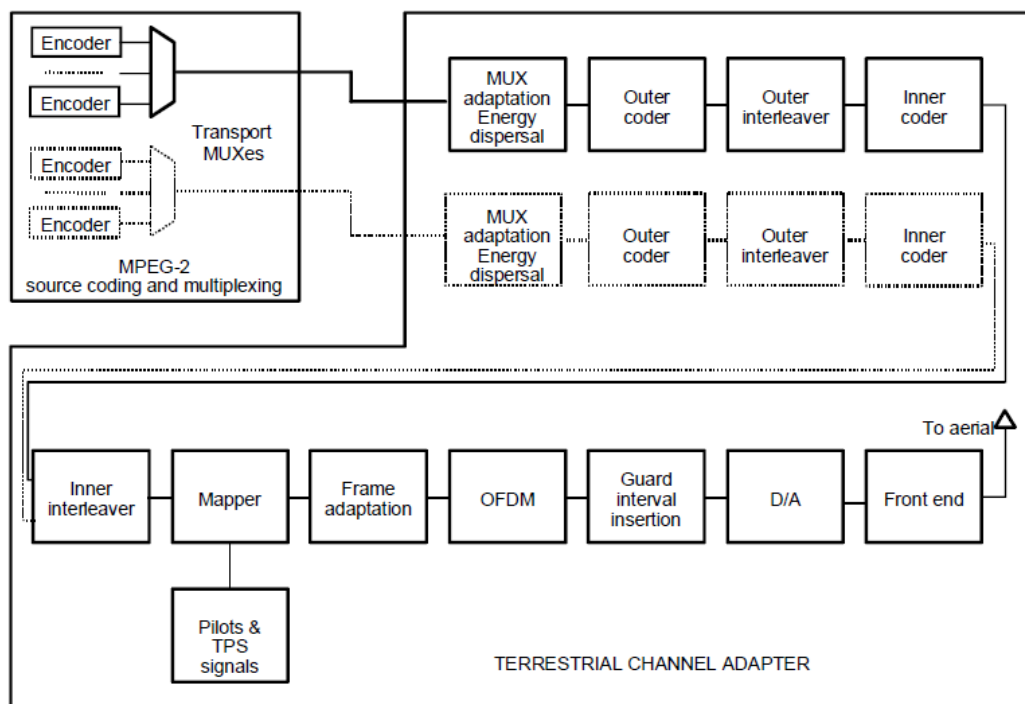 Encoder
Encoder
Transport
MUXes
Encoder
Encoder
MPEG-2
source coding and multiplexing
MUX
adaptation
Energy
dispersal
Outer
coder
Outer
interleaver
Inner
coder
MUX
adaptation
Energy
dispersal
Outer
coder
Outer
interleaver
Inner
coder
To aerial
Inner
interleaver
Mapper
Frame
adaptation
OFDM
Guard
interval
insertion
D/A
Front end
Pilots &
TPS
signals
TERRESTRIAL CHANNEL ADAPTER